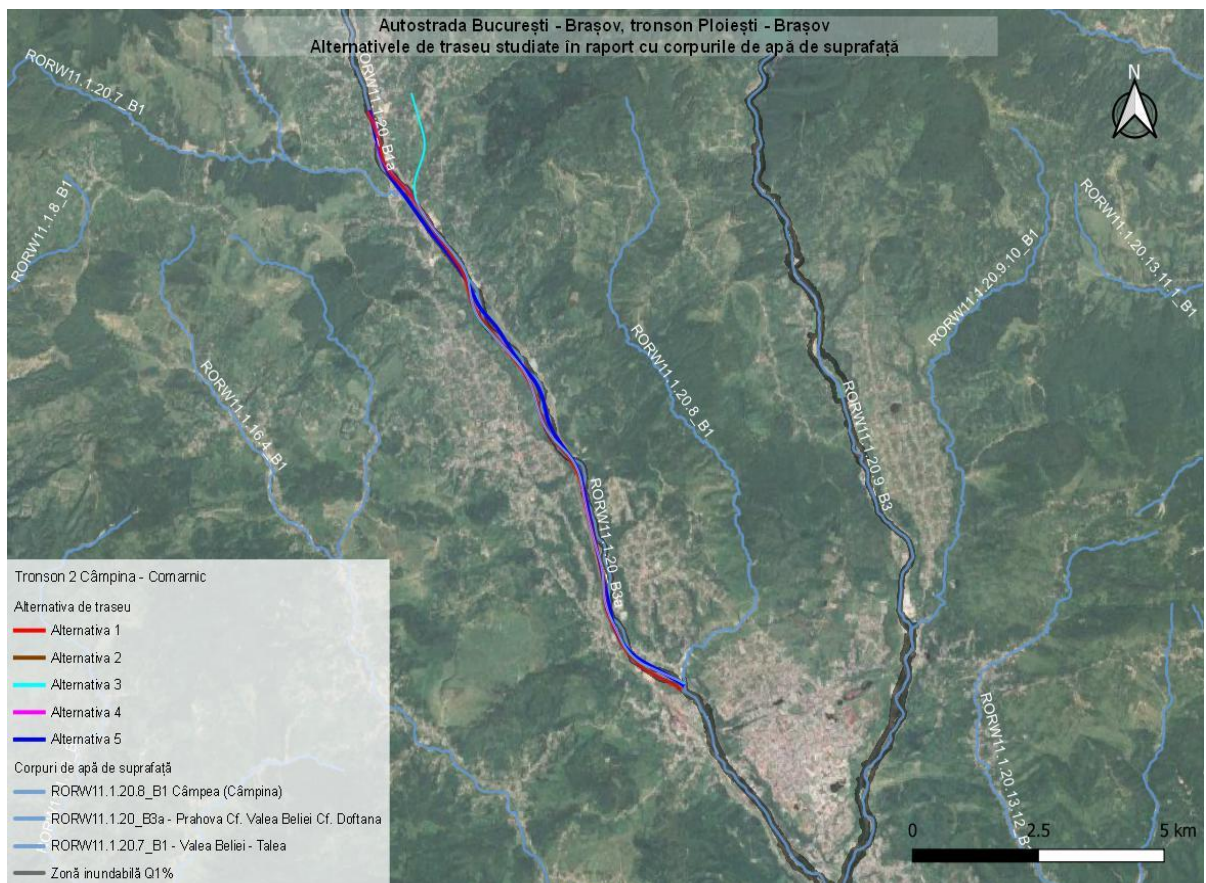 Autostrada București - Brașov, tronson Ploiești - Brașov
Alternativele de traseu studiate în raport cu corpurile de apă de suprafață
N
RORW11.1.20.7_B1
RORW11.1.20_B1a
RORW11.1.8_B1
RORW11.1.20.9.10_B1
RORW11.1.20.13.11.1_B1
RORW11.1.16.4_B1
RORW11.1.20.8_B1
RORW11.1.20.9_B3
RORW11.1.20_B3a
RORW11.1.20.13.12_B1
Tronson 2 Câmpina - Comarnic
Alternativa de traseu
Alternativa 1
Alternativa 2
Alternativa 3
Alternativa 4
Alternativa 5
Corpuri de apă de suprafață
RORW11.1.20.8_B1 Câmpea (Câmpina)
RORW11.1.20_B3a - Prahova Cf. Valea Beliei Cf. Doftana
RORW11.1.20.7_B1 - Valea Beliei - Talea
Zonă inundabilă Q1%
0 2.5 5 km